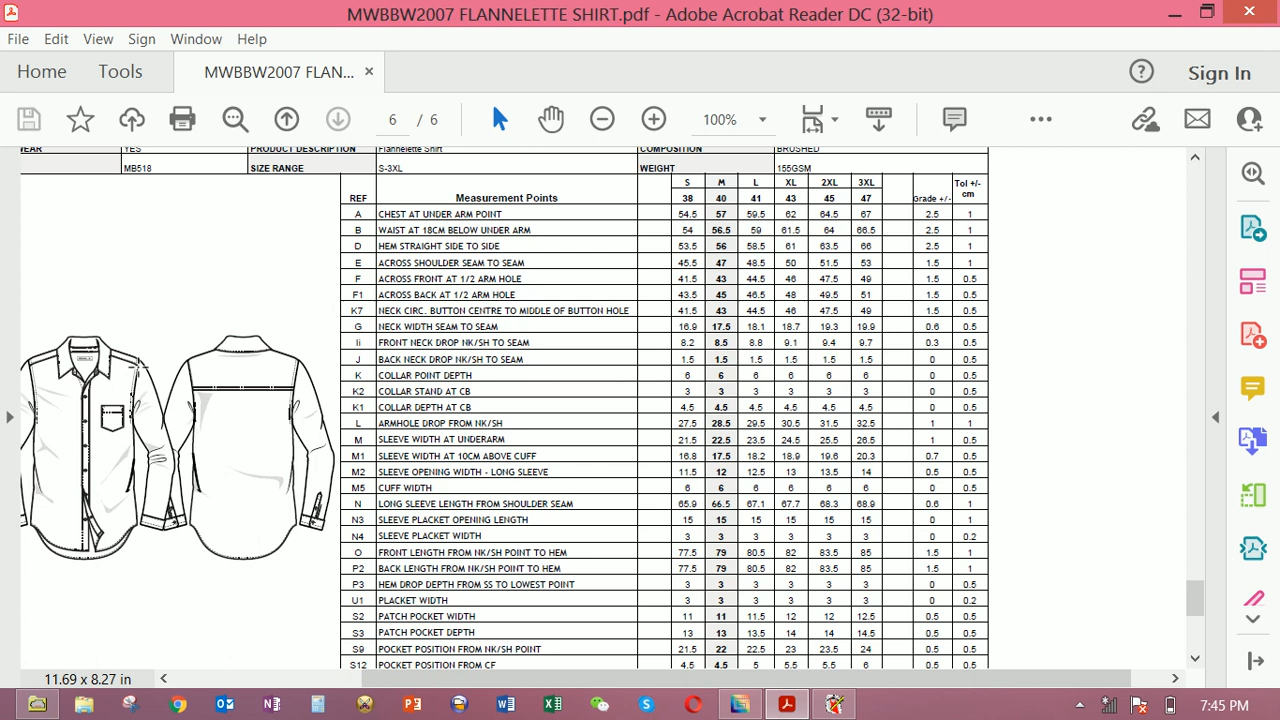 MWBBW2007 FLANNELETTE SHIRT.pdf - Adobe Acrobat Reader DC (32-bit)
File Edit View Sign Window Help
Home Tools MWBBW2007 FLAN... × Sign In
6 / 6 100%
EAR YES PRODUCT DESCRIPTION Flannelette Shirt COMPOSITION BRUSHED
MB518 SIZE RANGE S-3XL WEIGHT 155GSM
S M L XL 2XL 3XL Tol +/- cm
REF Measurement Points 38 40 41 43 45 47 Grade +/-
A CHEST AT UNDER ARM POINT 54.5 57 59.5 62 64.5 67 2.5 1
B WAIST AT 18CM BELOW UNDER ARM 54 56.5 59 61.5 64 66.5 2.5 1
D HEM STRAIGHT SIDE TO SIDE 53.5 56 58.5 61 63.5 66 2.5 1
E ACROSS SHOULDER SEAM TO SEAM 45.5 47 48.5 50 51.5 53 1.5 1
F ACROSS FRONT AT 1/2 ARM HOLE 41.5 43 44.5 46 47.5 49 1.5 0.5
F1 ACROSS BACK AT 1/2 ARM HOLE 43.5 45 46.5 48 49.5 51 1.5 0.5
K7 NECK CIRC. BUTTON CENTRE TO MIDDLE OF BUTTON HOLE 41.5 43 44.5 46 47.5 49 1.5 0.5
G NECK WIDTH SEAM TO SEAM 16.9 17.5 18.1 18.7 19.3 19.9 0.6 0.5
Ii FRONT NECK DROP NK/SH TO SEAM 8.2 8.5 8.8 9.1 9.4 9.7 0.3 0.5
J BACK NECK DROP NK/SH TO SEAM 1.5 1.5 1.5 1.5 1.5 1.5 0 0.5
K COLLAR POINT DEPTH 6 6 6 6 6 6 0 0.5
K2 COLLAR STAND AT CB 3 3 3 3 3 3 0 0.5
K1 COLLAR DEPTH AT CB 4.5 4.5 4.5 4.5 4.5 4.5 0 0.5
L ARMHOLE DROP FROM NK/SH 27.5 28.5 29.5 30.5 31.5 32.5 1 1
M SLEEVE WIDTH AT UNDERARM 21.5 22.5 23.5 24.5 25.5 26.5 1 0.5
M1 SLEEVE WIDTH AT 10CM ABOVE CUFF 16.8 17.5 18.2 18.9 19.6 20.3 0.7 0.5
M2 SLEEVE OPENING WIDTH - LONG SLEEVE 11.5 12 12.5 13 13.5 14 0.5 0.5
M5 CUFF WIDTH 6 6 6 6 6 6 0 0.5
N LONG SLEEVE LENGTH FROM SHOULDER SEAM 65.9 66.5 67.1 67.7 68.3 68.9 0.6 1
N3 SLEEVE PLACKET OPENING LENGTH 15 15 15 15 15 15 0 1
N4 SLEEVE PLACKET WIDTH 3 3 3 3 3 3 0 0.2
O FRONT LENGTH FROM NK/SH POINT TO HEM 77.5 79 80.5 82 83.5 85 1.5 1
P2 BACK LENGTH FROM NK/SH POINT TO HEM 77.5 79 80.5 82 83.5 85 1.5 1
P3 HEM DROP DEPTH FROM SS TO LOWEST POINT 3 3 3 3 3 3 0 0.5
U1 PLACKET WIDTH 3 3 3 3 3 3 0 0.2
S2 PATCH POCKET WIDTH 11 11 11.5 12 12 12.5 0.5 0.5
S3 PATCH POCKET DEPTH 13 13 13.5 14 14 14.5 0.5 0.5
S9 POCKET POSITION FROM NK/SH POINT 21.5 22 22.5 23 23.5 24 0.5 0.5
S12 POCKET POSITION FROM CF 4.5 4.5 5 5.5 5.5 6 0.5 0.5
11.69 x 8.27 in
7:45 PM